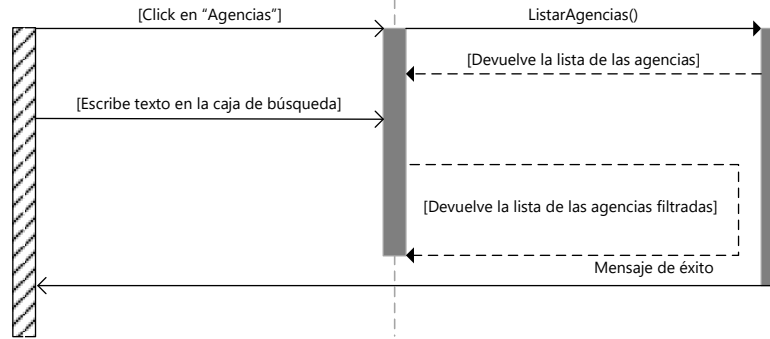 [Click en “Agencias”]
ListarAgencias()
[Devuelve la lista de las agencias]
[Escribe texto en la caja de búsqueda]
[Devuelve la lista de las agencias filtradas]
Mensaje de éxito